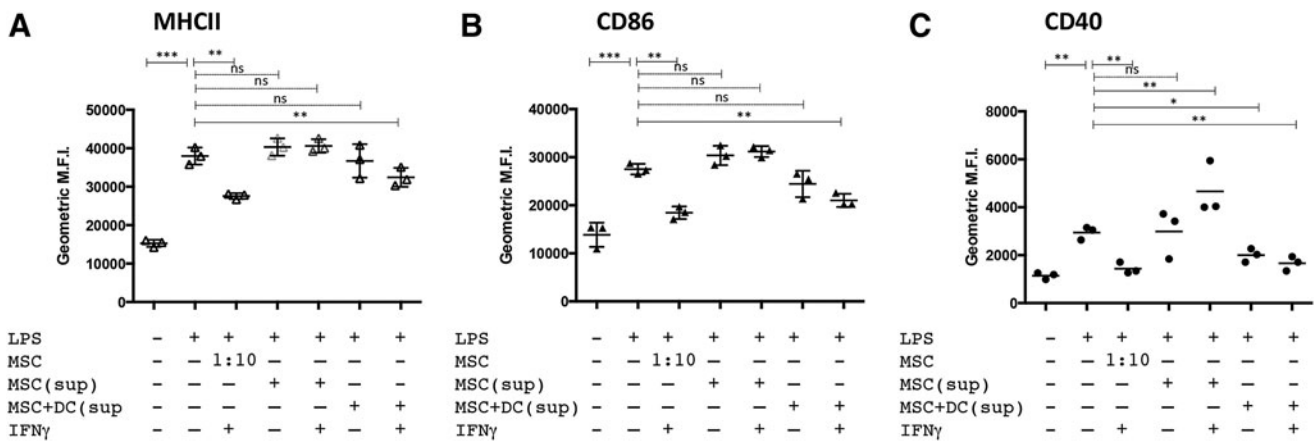 A MHCII
*** **
ns
ns
ns
**
Geometric M.F.I.
50000
40000
30000
20000
10000
0
LPS − + + + + + +
MSC − − 1:10 − − − −
MSC(sup) − − − + + − −
MSC+DC(sup − − − − − + +
IFNγ − − + − + − +
B CD86
*** **
ns
ns
ns
**
Geometric M.F.I.
40000
30000
20000
10000
0
LPS − + + + + + +
MSC − − 1:10 − − − −
MSC(sup) − − − + + − −
MSC+DC(sup) − − − − − + +
IFNγ − − + − + − +
C CD40
** **
ns
**
*
**
Geometric M.F.I.
8000
6000
4000
2000
0
LPS − + + + + + +
MSC − − 1:10 − − − −
MSC(sup) − − − + + − −
MSC+DC(sup) − − − − − + +
IFNγ − − + − + − +